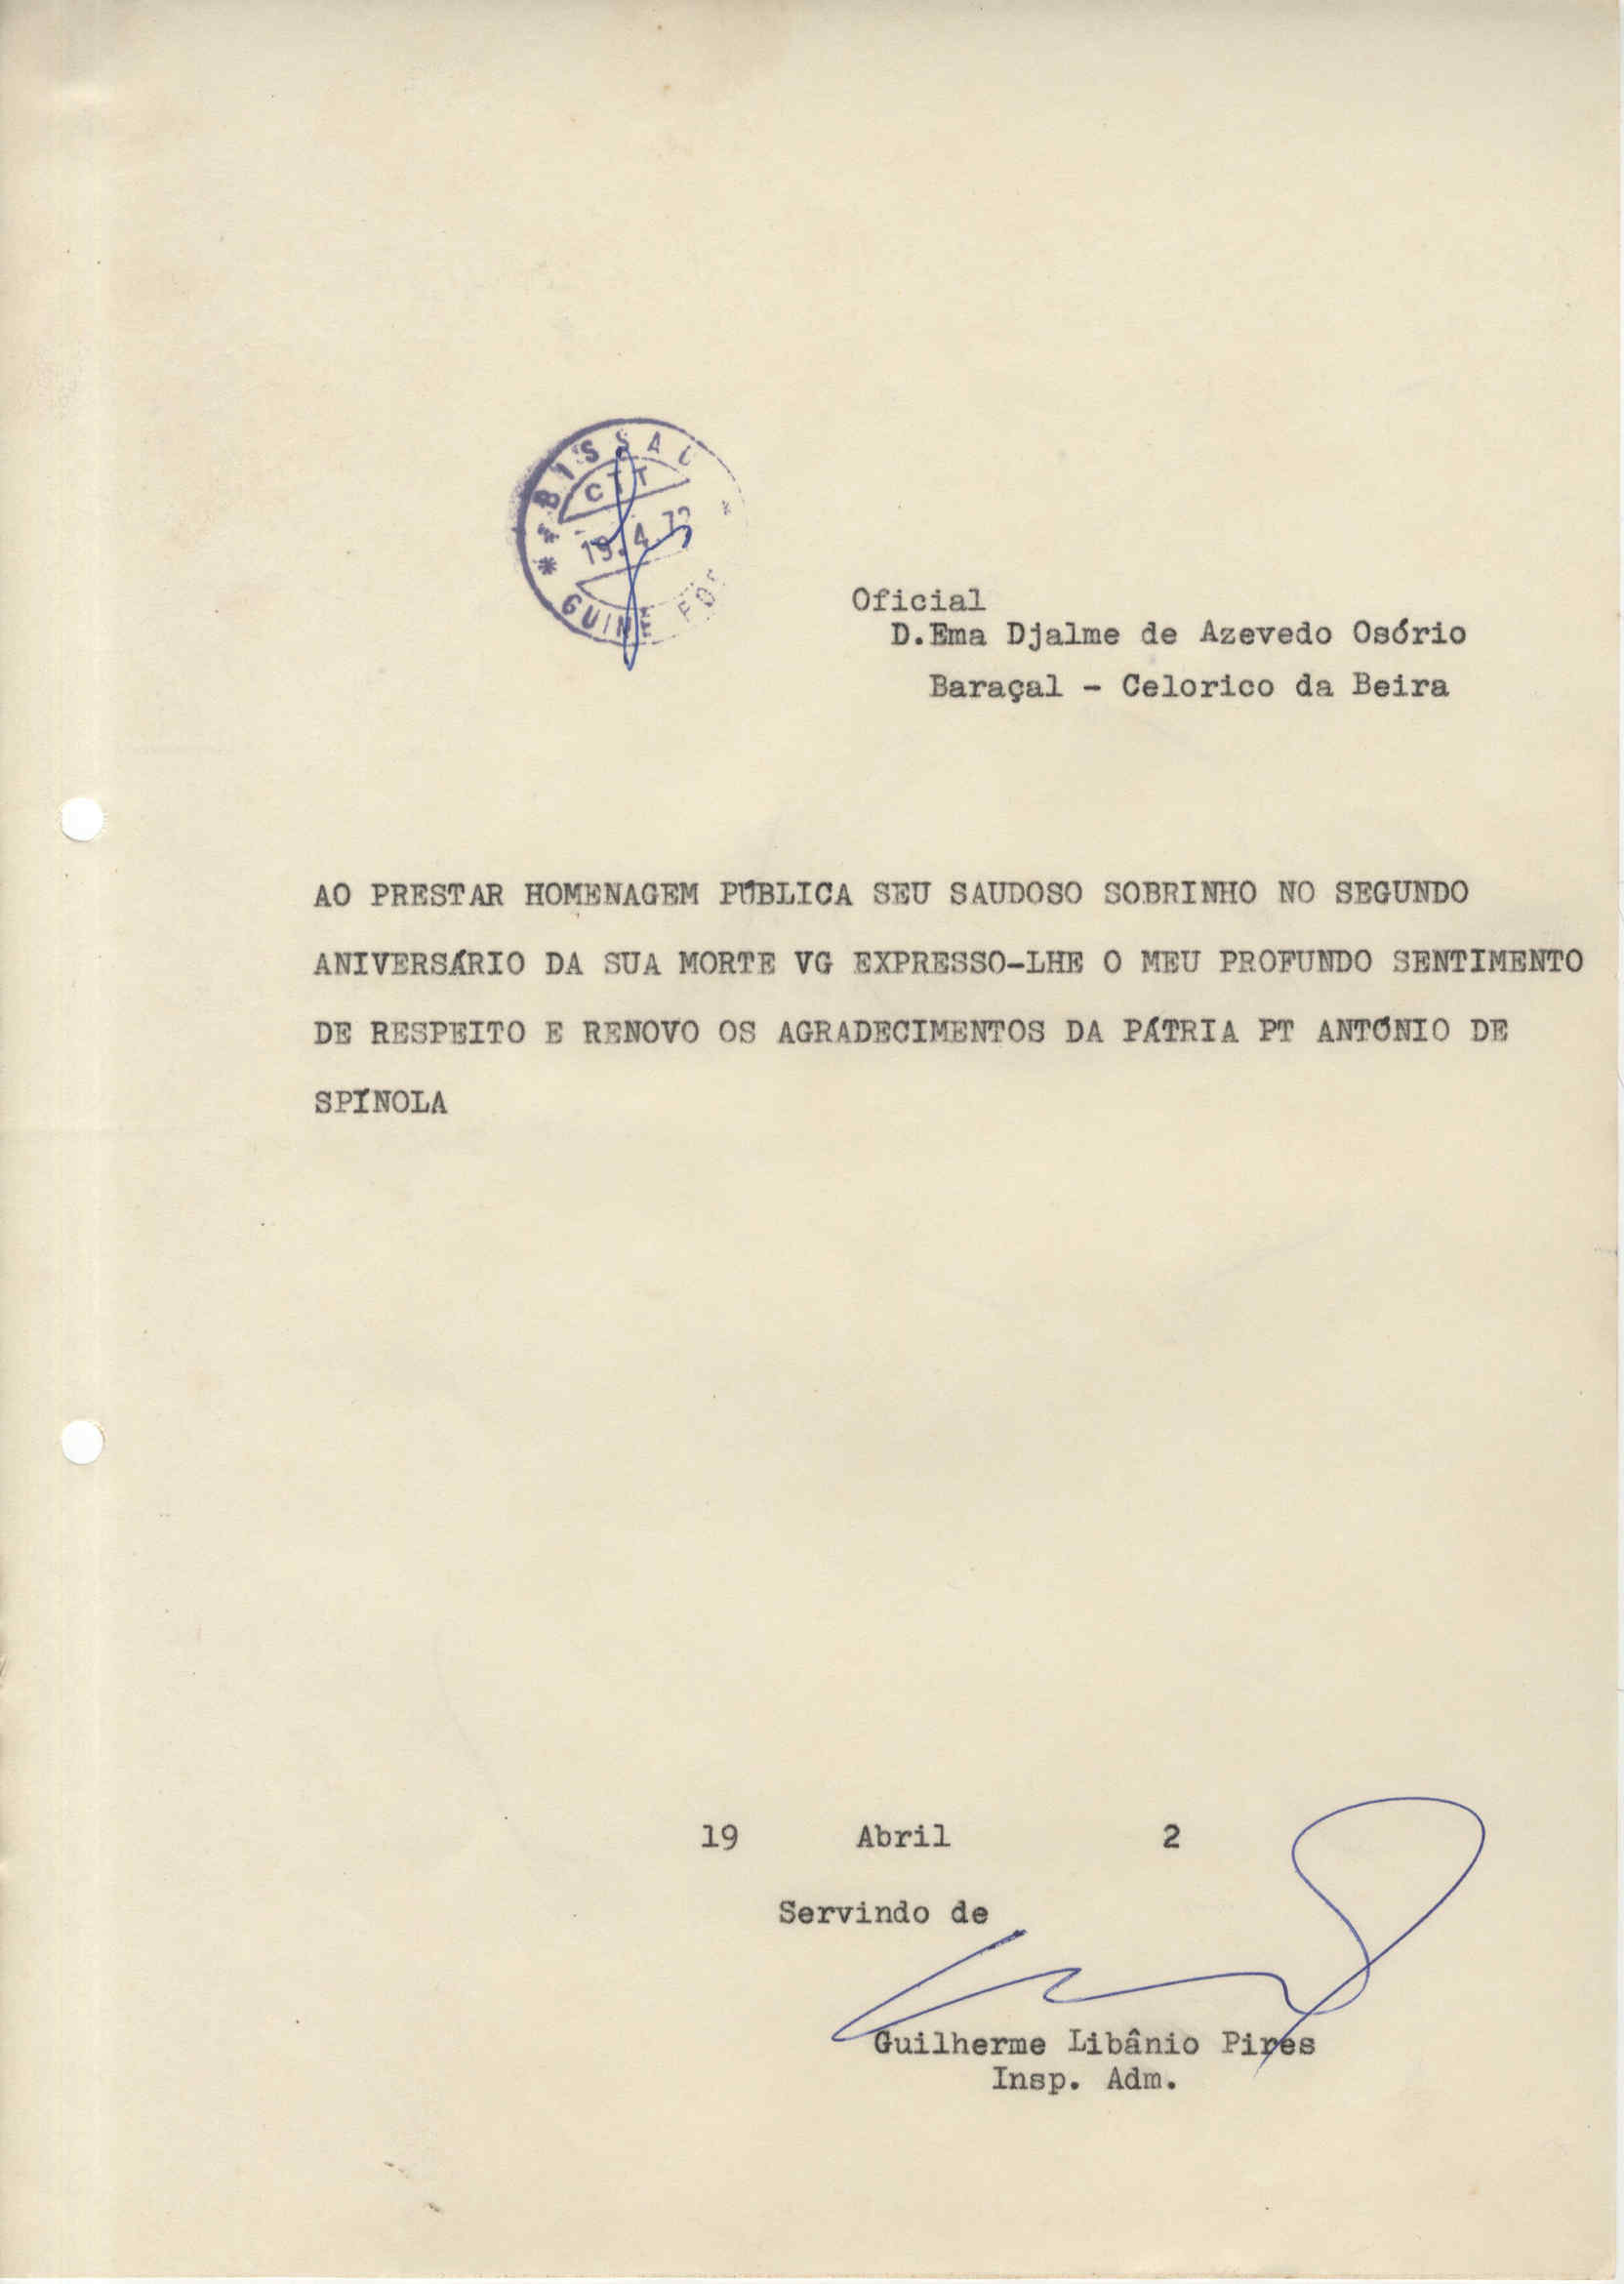 BISSAU
CTT
19.4.72
GUINÉ
Oficial
D.Ema Djalme de Azevedo Osório
Baraçal - Celorico da Beira
AO PRESTAR HOMENAGEM PÚBLICA SEU SAUDOSO SOBRINHO NO SEGUNDO
ANIVERSÁRIO DA SUA MORTE VG EXPRESSO-LHE O MEU PROFUNDO SENTIMENTO
DE RESPEITO E RENOVO OS AGRADECIMENTOS DA PÁTRIA PT ANTÓNIO DE
SPÍNOLA
19 Abril 2
Servindo de
Guilherme Libânio Pires
Insp. Adm.